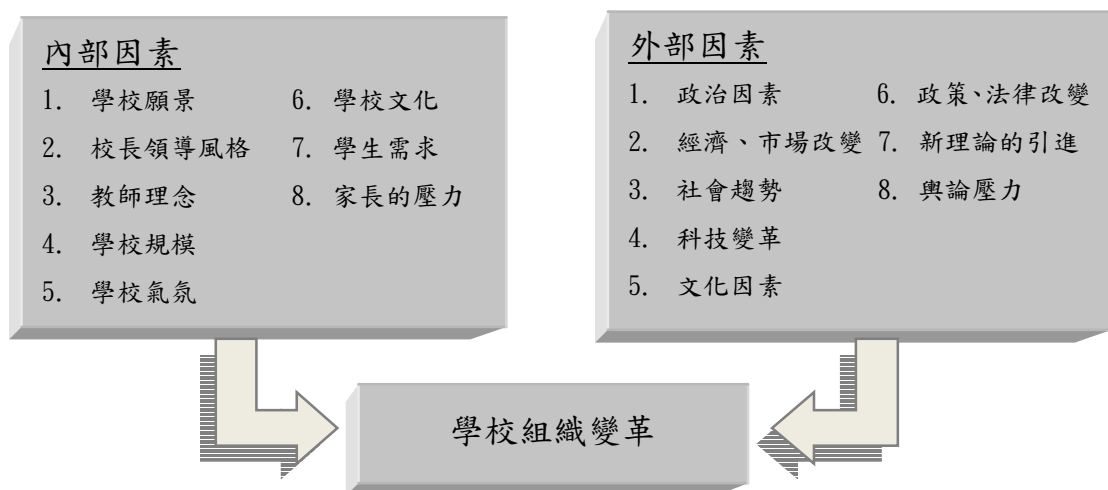 內部因素
1. 學校願景
2. 校長領導風格
3. 教師理念
4. 學校規模
5. 學校氣氛
6. 學校文化
7. 學生需求
8. 家長的壓力
外部因素
1. 政治因素
2. 經濟、市場改變
3. 社會趨勢
4. 科技變革
5. 文化因素
6. 政策、法律改變
7. 新理論的引進
8. 輿論壓力
學校組織變革